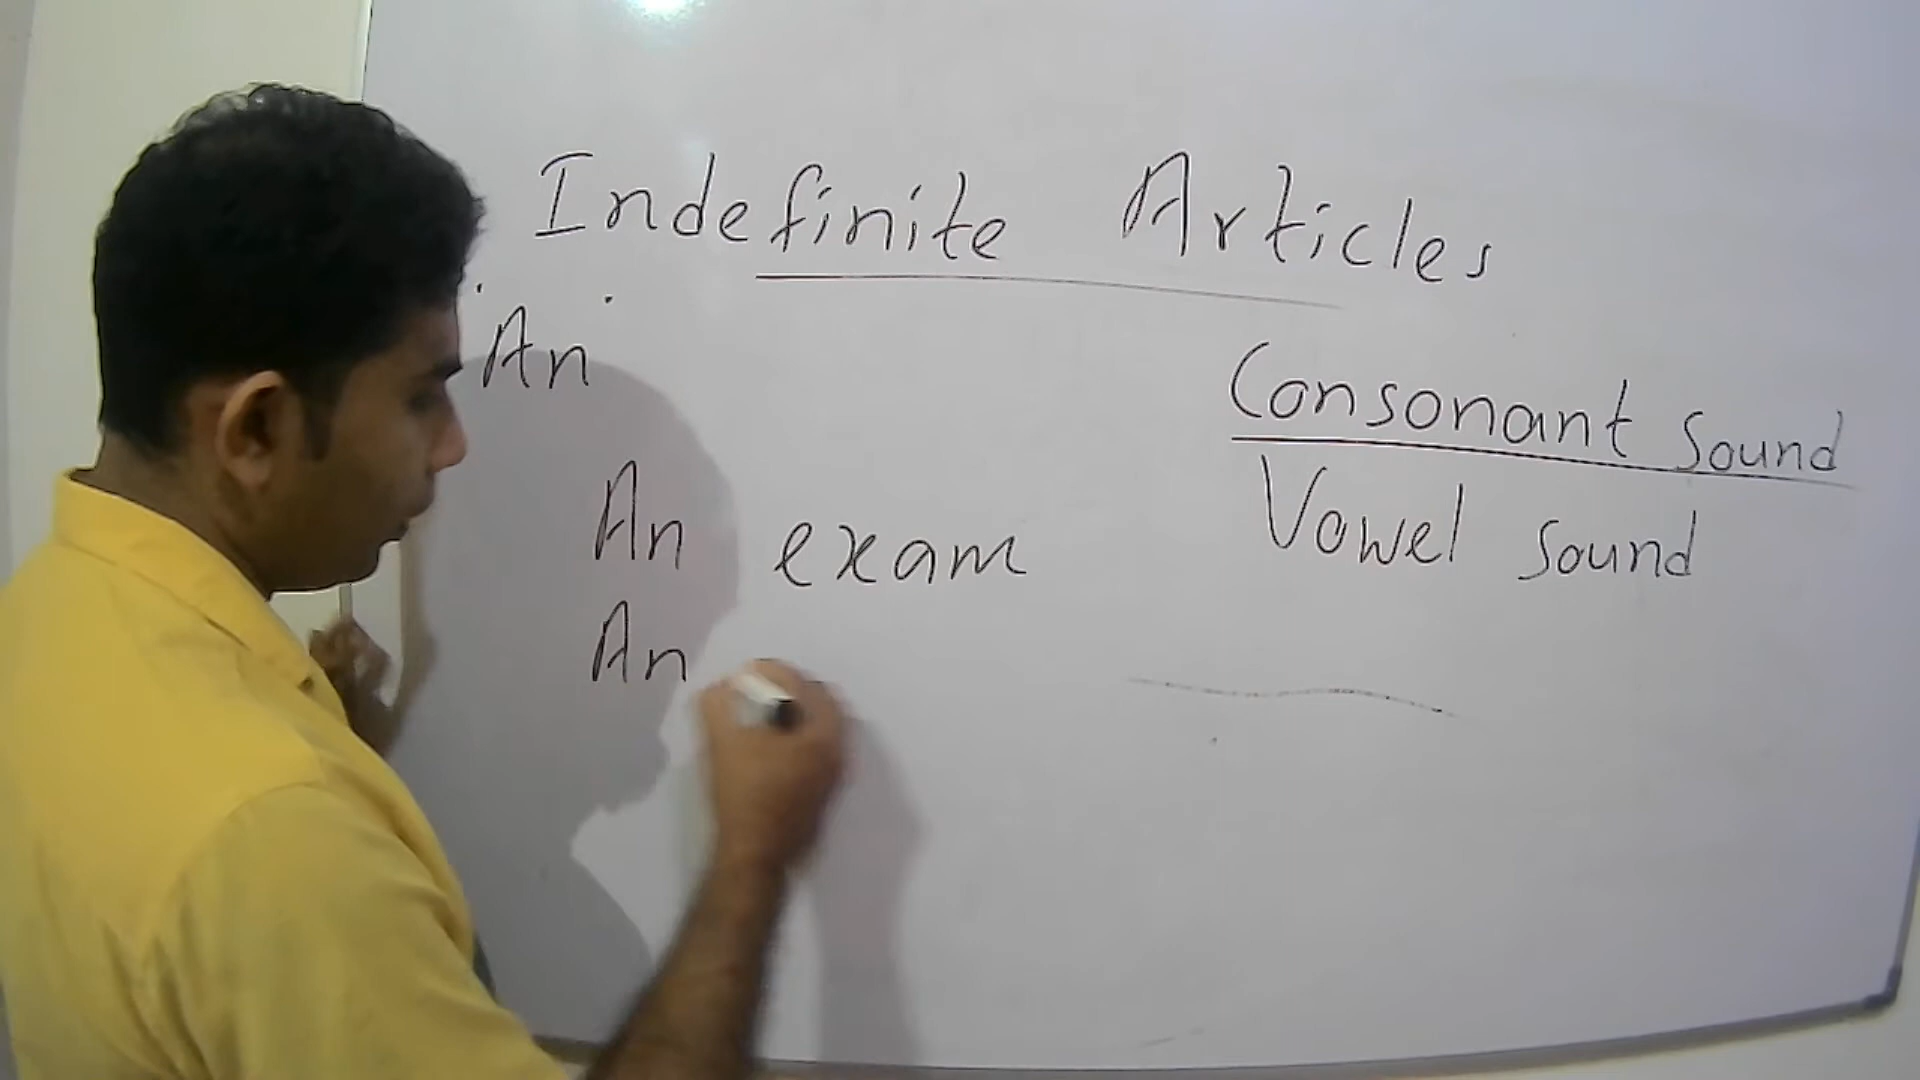 Indefinite Articles
"An"
Consonant Sound
Vowel Sound
An exam
An